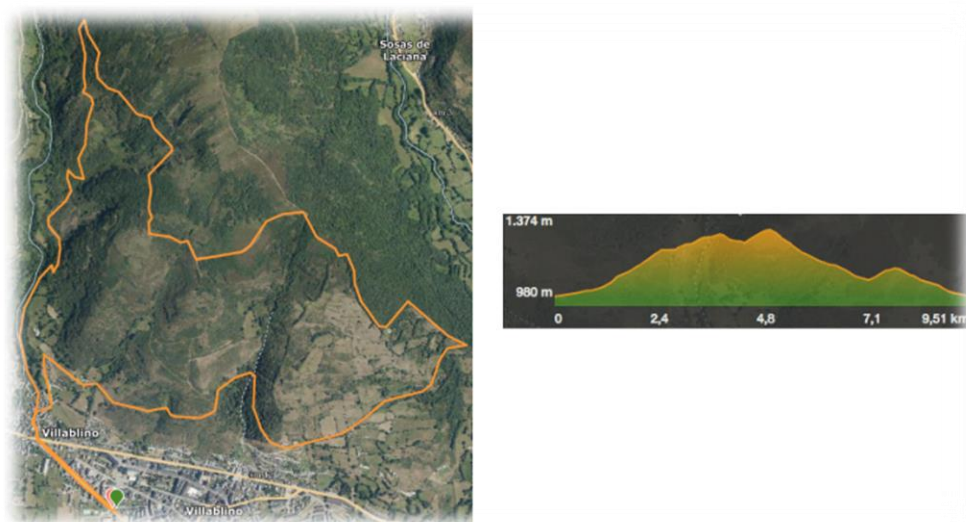 Sosas de
Laciana
Villablino
Villablino
1.374 m
980 m
0 2,4 4,8 7,1 9,51 km